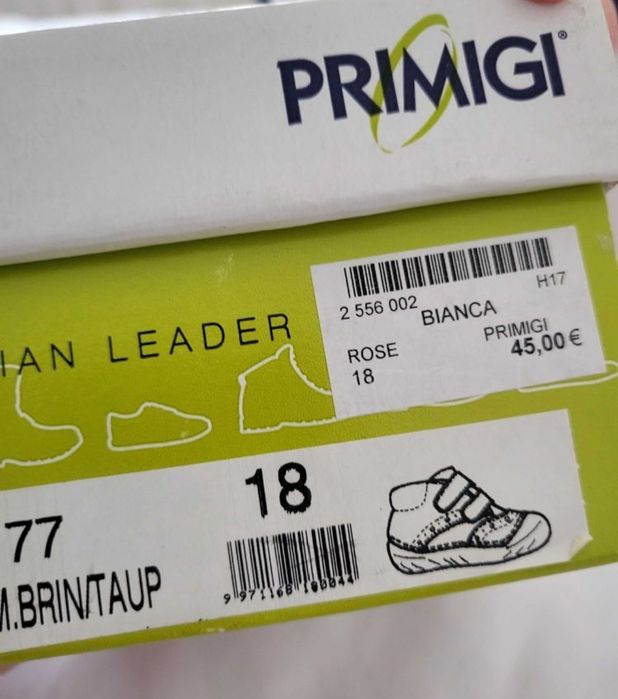 PRIMIGI®
IAN LEADER
H17
2 556 002
BIANCA
PRIMIGI
ROSE
45,00€
18
77
18
M.BRIN/TAUP